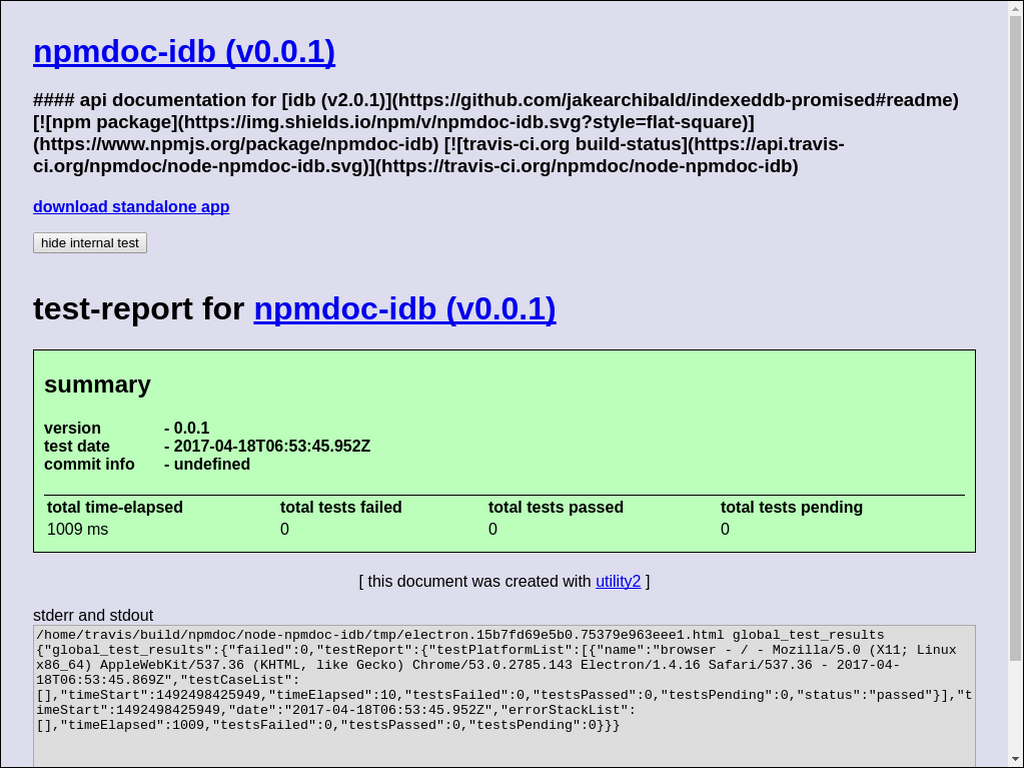 npmdoc-idb (v0.0.1)
#### api documentation for [idb (v2.0.1)](https://github.com/jakearchibald/indexeddb-promised#readme)
[![npm package](https://img.shields.io/npm/v/npmdoc-idb.svg?style=flat-square)]
(https://www.npmjs.org/package/npmdoc-idb) [![travis-ci.org build-status](https://api.travis-
ci.org/npmdoc/node-npmdoc-idb.svg)](https://travis-ci.org/npmdoc/node-npmdoc-idb)
download standalone app
hide internal test
test-report for npmdoc-idb (v0.0.1)
summary
version - 0.0.1
test date - 2017-04-18T06:53:45.952Z
commit info - undefined
total time-elapsed total tests failed total tests passed total tests pending
1009 ms 0 0 0
[ this document was created with utility2 ]
stderr and stdout
/home/travis/build/npmdoc/node-npmdoc-idb/tmp/electron.15b7fd69e5b0.75379e963eee1.html global_test_results
{"global_test_results":{"failed":0,"testReport":{"testPlatformList":[{"name":"browser - / - Mozilla/5.0 (X11; Linux
x86_64) AppleWebKit/537.36 (KHTML, like Gecko) Chrome/53.0.2785.143 Electron/1.4.16 Safari/537.36 - 2017-04-
18T06:53:45.869Z","testCaseList":
[],"timeStart":1492498425949,"timeElapsed":10,"testsFailed":0,"testsPassed":0,"testsPending":0,"status":"passed"}],"t
imeStart":1492498425949,"date":"2017-04-18T06:53:45.952Z","errorStackList":
[],"timeElapsed":1009,"testsFailed":0,"testsPassed":0,"testsPending":0}}}